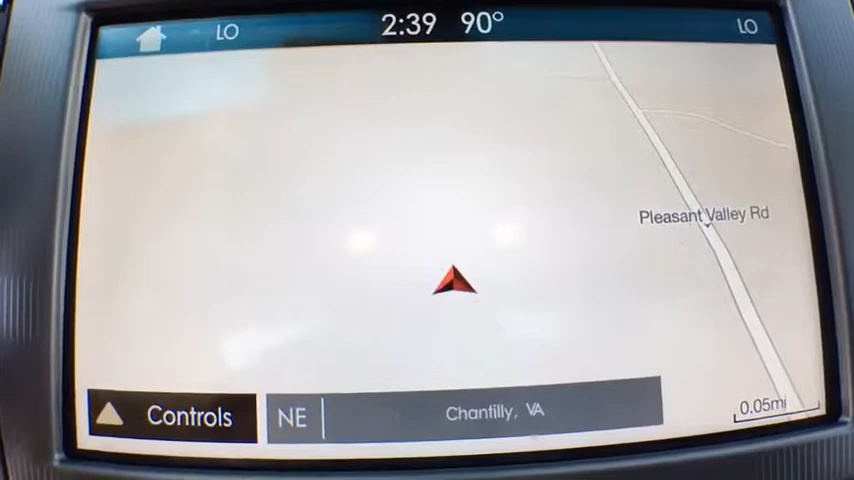 LO 2:39 90° LO
Pleasant Valley Rd
Controls NE Chantilly, VA
0.05mi